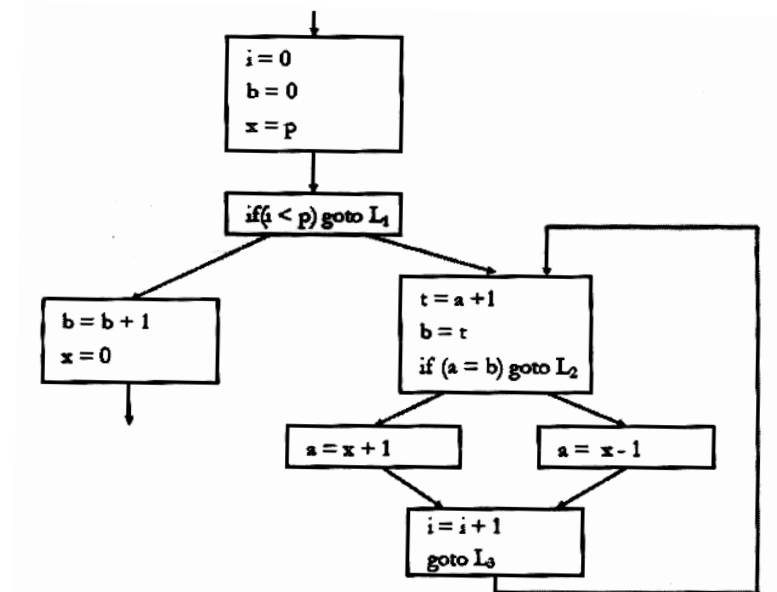 i = 0
b = 0
x = p
if(i < p) goto L₁
b = b + 1
x = 0
t = a +1
b = t
if (a = b) goto L₂
a = x + 1
a = x - 1
i = i + 1
goto L₃